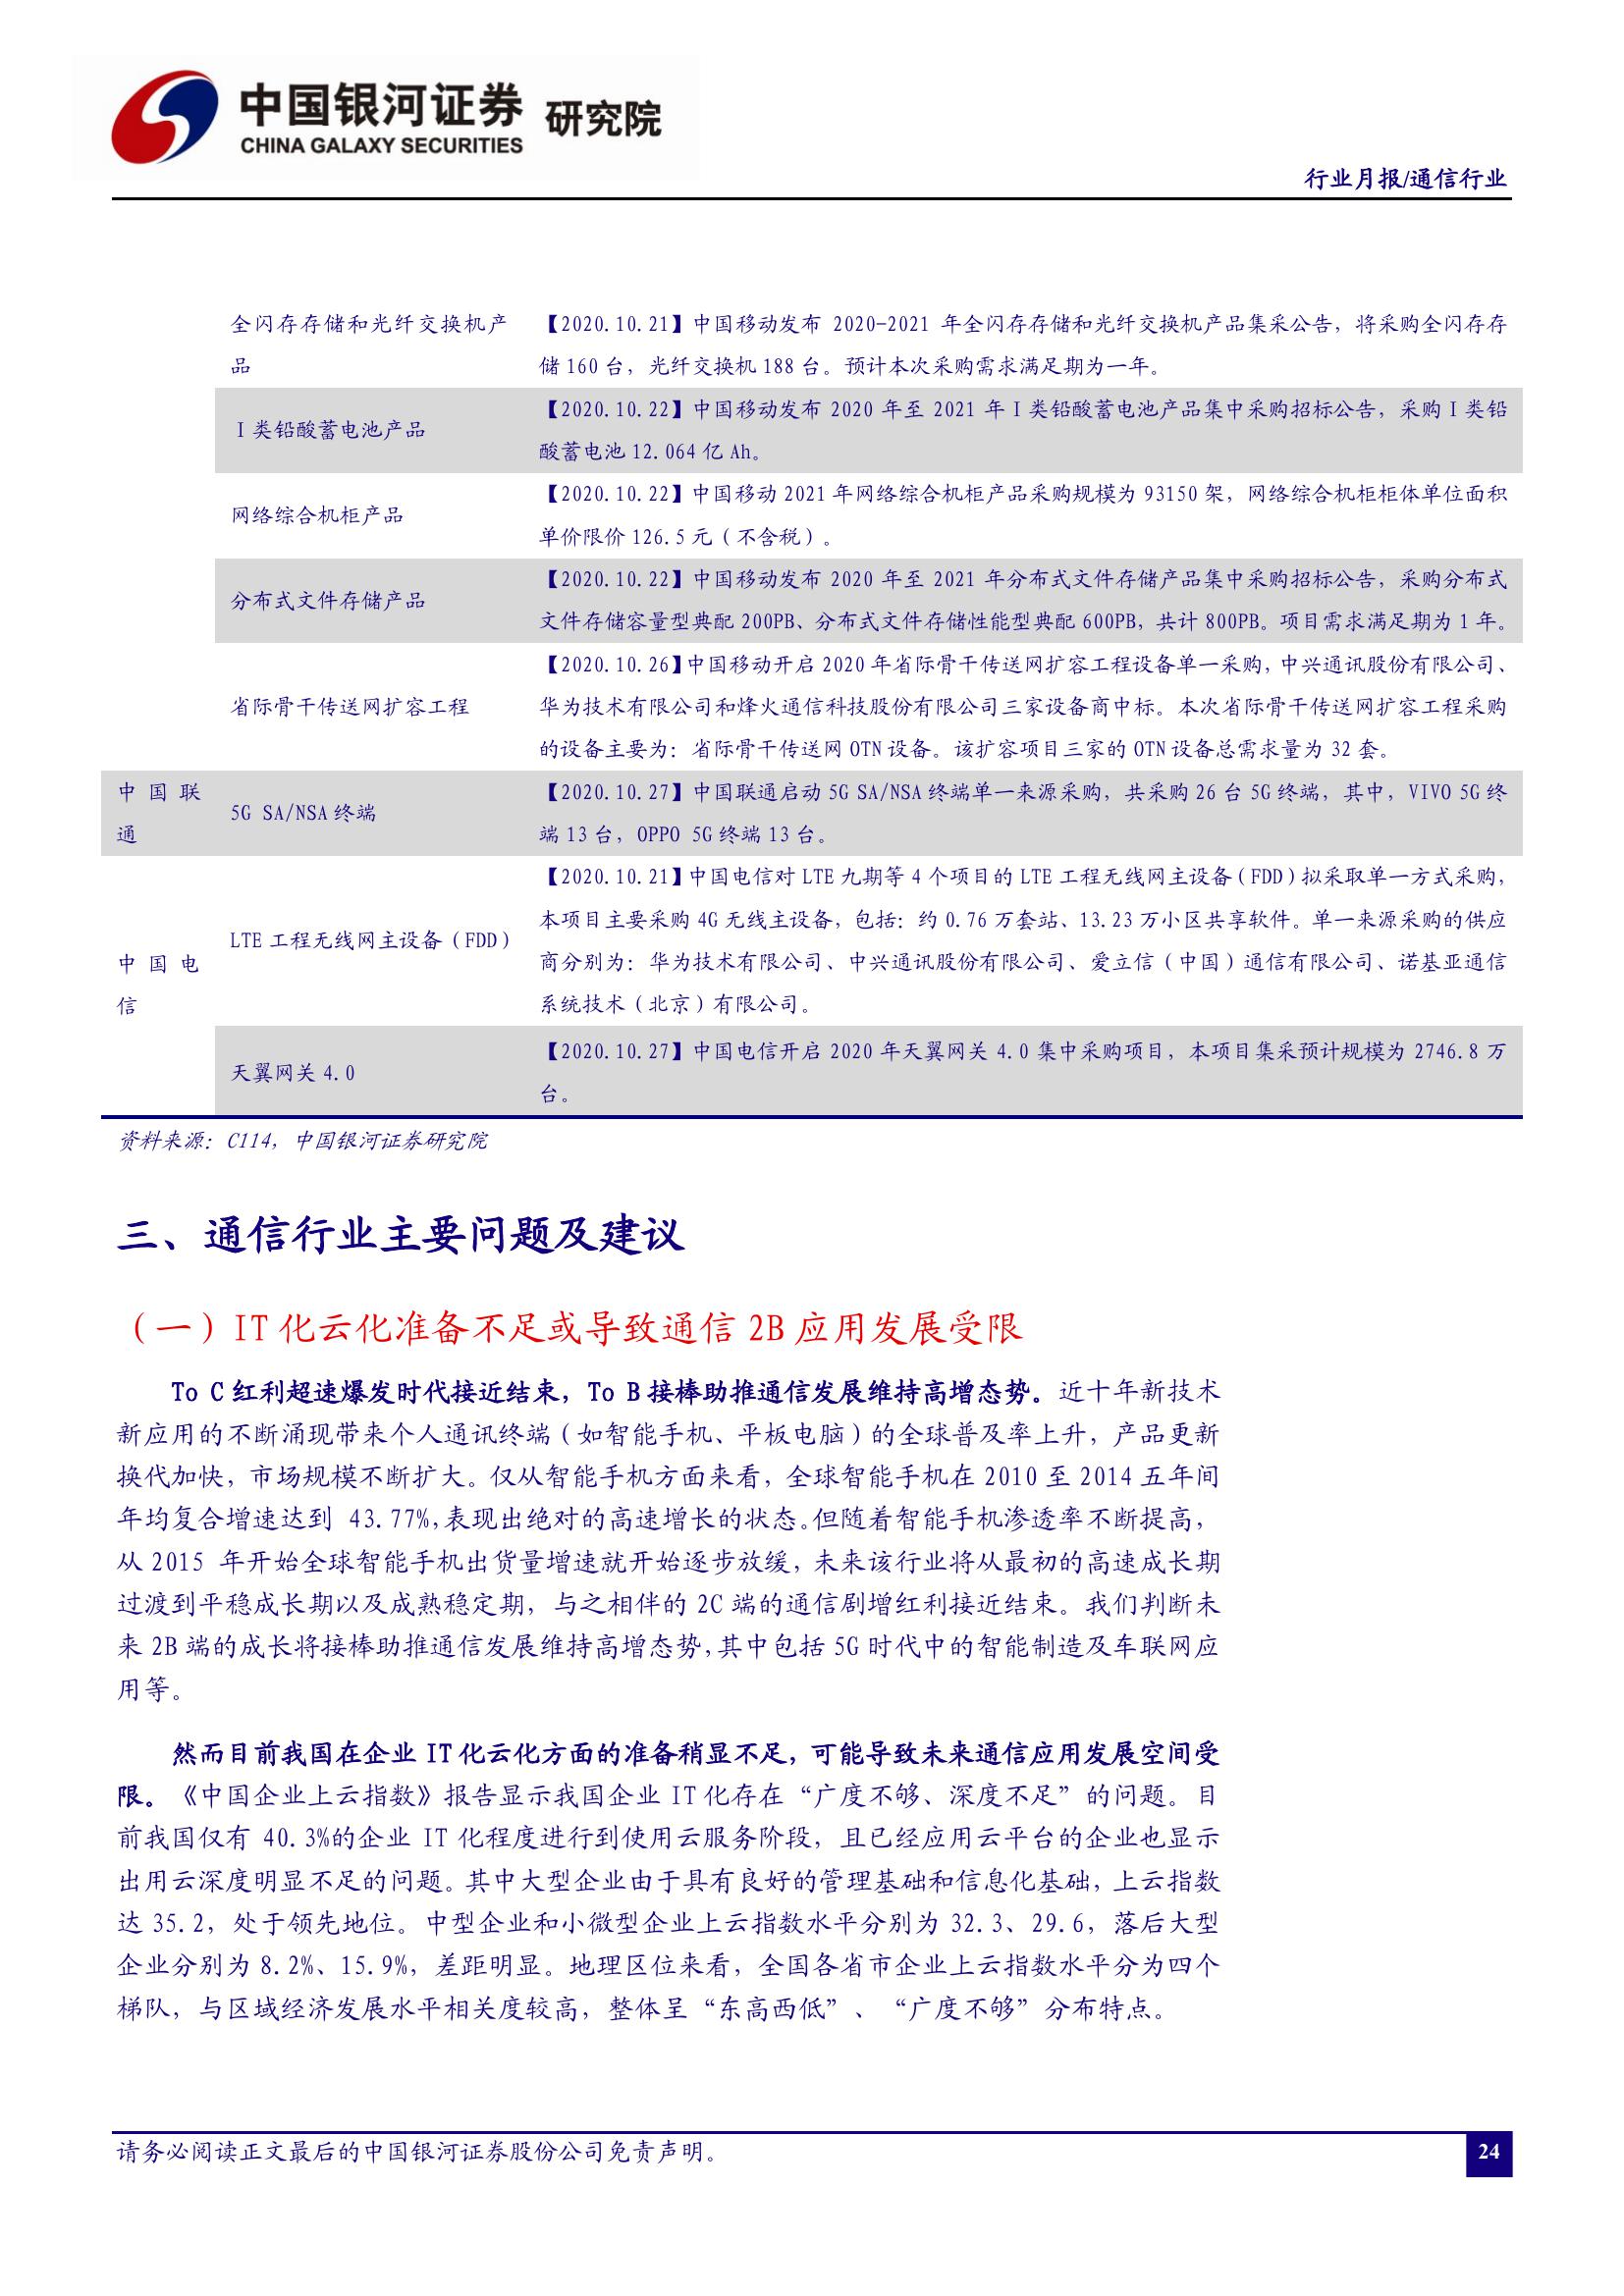 中国银河证券 研究院
CHINA GALAXY SECURITIES
行业月报/通信行业
全闪存存储和光纤交换机产
品
【2020.10.21】中国移动发布 2020-2021 年全闪存存储和光纤交换机产品集采公告，将采购全闪存存
储 160 台，光纤交换机 188 台。预计本次采购需求满足期为一年。
Ⅰ类铅酸蓄电池产品
【2020.10.22】中国移动发布 2020 年至 2021 年Ⅰ类铅酸蓄电池产品集中采购招标公告，采购Ⅰ类铅
酸蓄电池 12.064 亿 Ah。
网络综合机柜产品
【2020.10.22】中国移动 2021 年网络综合机柜产品采购规模为 93150 架，网络综合机柜柜体单位面积
单价限价 126.5 元（不含税）。
分布式文件存储产品
【2020.10.22】中国移动发布 2020 年至 2021 年分布式文件存储产品集中采购招标公告，采购分布式
文件存储容量型典配 200PB、分布式文件存储性能型典配 600PB，共计 800PB。项目需求满足期为 1 年。
省际骨干传送网扩容工程
【2020.10.26】中国移动开启 2020 年省际骨干传送网扩容工程设备单一采购，中兴通讯股份有限公司、
华为技术有限公司和烽火通信科技股份有限公司三家设备商中标。本次省际骨干传送网扩容工程采购
的设备主要为：省际骨干传送网 OTN 设备。该扩容项目三家的 OTN 设备总需求量为 32 套。
中国联
通
5G SA/NSA 终端
【2020.10.27】中国联通启动 5G SA/NSA 终端单一来源采购，共采购 26 台 5G 终端，其中，VIVO 5G 终
端 13 台，OPPO 5G 终端 13 台。
中国电
信
LTE 工程无线网主设备（FDD）
【2020.10.21】中国电信对 LTE 九期等 4 个项目的 LTE 工程无线网主设备（FDD）拟采取单一方式采购，
本项目主要采购 4G 无线主设备，包括：约 0.76 万套站、13.23 万小区共享软件。单一来源采购的供应
商分别为：华为技术有限公司、中兴通讯股份有限公司、爱立信（中国）通信有限公司、诺基亚通信
系统技术（北京）有限公司。
天翼网关 4.0
【2020.10.27】中国电信开启 2020 年天翼网关 4.0 集中采购项目，本项目集采预计规模为 2746.8 万
台。
资料来源：C114，中国银河证券研究院
三、通信行业主要问题及建议
（一）IT 化云化准备不足或导致通信 2B 应用发展受限
To C 红利超速爆发时代接近结束，To B 接棒助推通信发展维持高增态势。近十年新技术
新应用的不断涌现带来个人通讯终端（如智能手机、平板电脑）的全球普及率上升，产品更新
换代加快，市场规模不断扩大。仅从智能手机方面来看，全球智能手机在 2010 至 2014 五年间
年均复合增速达到 43.77%，表现出绝对的高速增长的状态。但随着智能手机渗透率不断提高，
从 2015 年开始全球智能手机出货量增速就开始逐步放缓，未来该行业将从最初的高速成长期
过渡到平稳成长期以及成熟稳定期，与之相伴的 2C 端的通信剧增红利接近结束。我们判断未
来 2B 端的成长将接棒助推通信发展维持高增态势，其中包括 5G 时代中的智能制造及车联网应
用等。
然而目前我国在企业 IT 化云化方面的准备稍显不足，可能导致未来通信应用发展空间受
限。《中国企业上云指数》报告显示我国企业 IT 化存在“广度不够、深度不足”的问题。目
前我国仅有 40.3%的企业 IT 化程度进行到使用云服务阶段，且已经应用云平台的企业也显示
出用云深度明显不足的问题。其中大型企业由于具有良好的管理基础和信息化基础，上云指数
达 35.2，处于领先地位。中型企业和小微型企业上云指数水平分别为 32.3、29.6，落后大型
企业分别为 8.2%、15.9%，差距明显。地理区位来看，全国各省市企业上云指数水平分为四个
梯队，与区域经济发展水平相关度较高，整体呈“东高西低”、“广度不够”分布特点。
请务必阅读正文最后的中国银河证券股份公司免责声明。
24